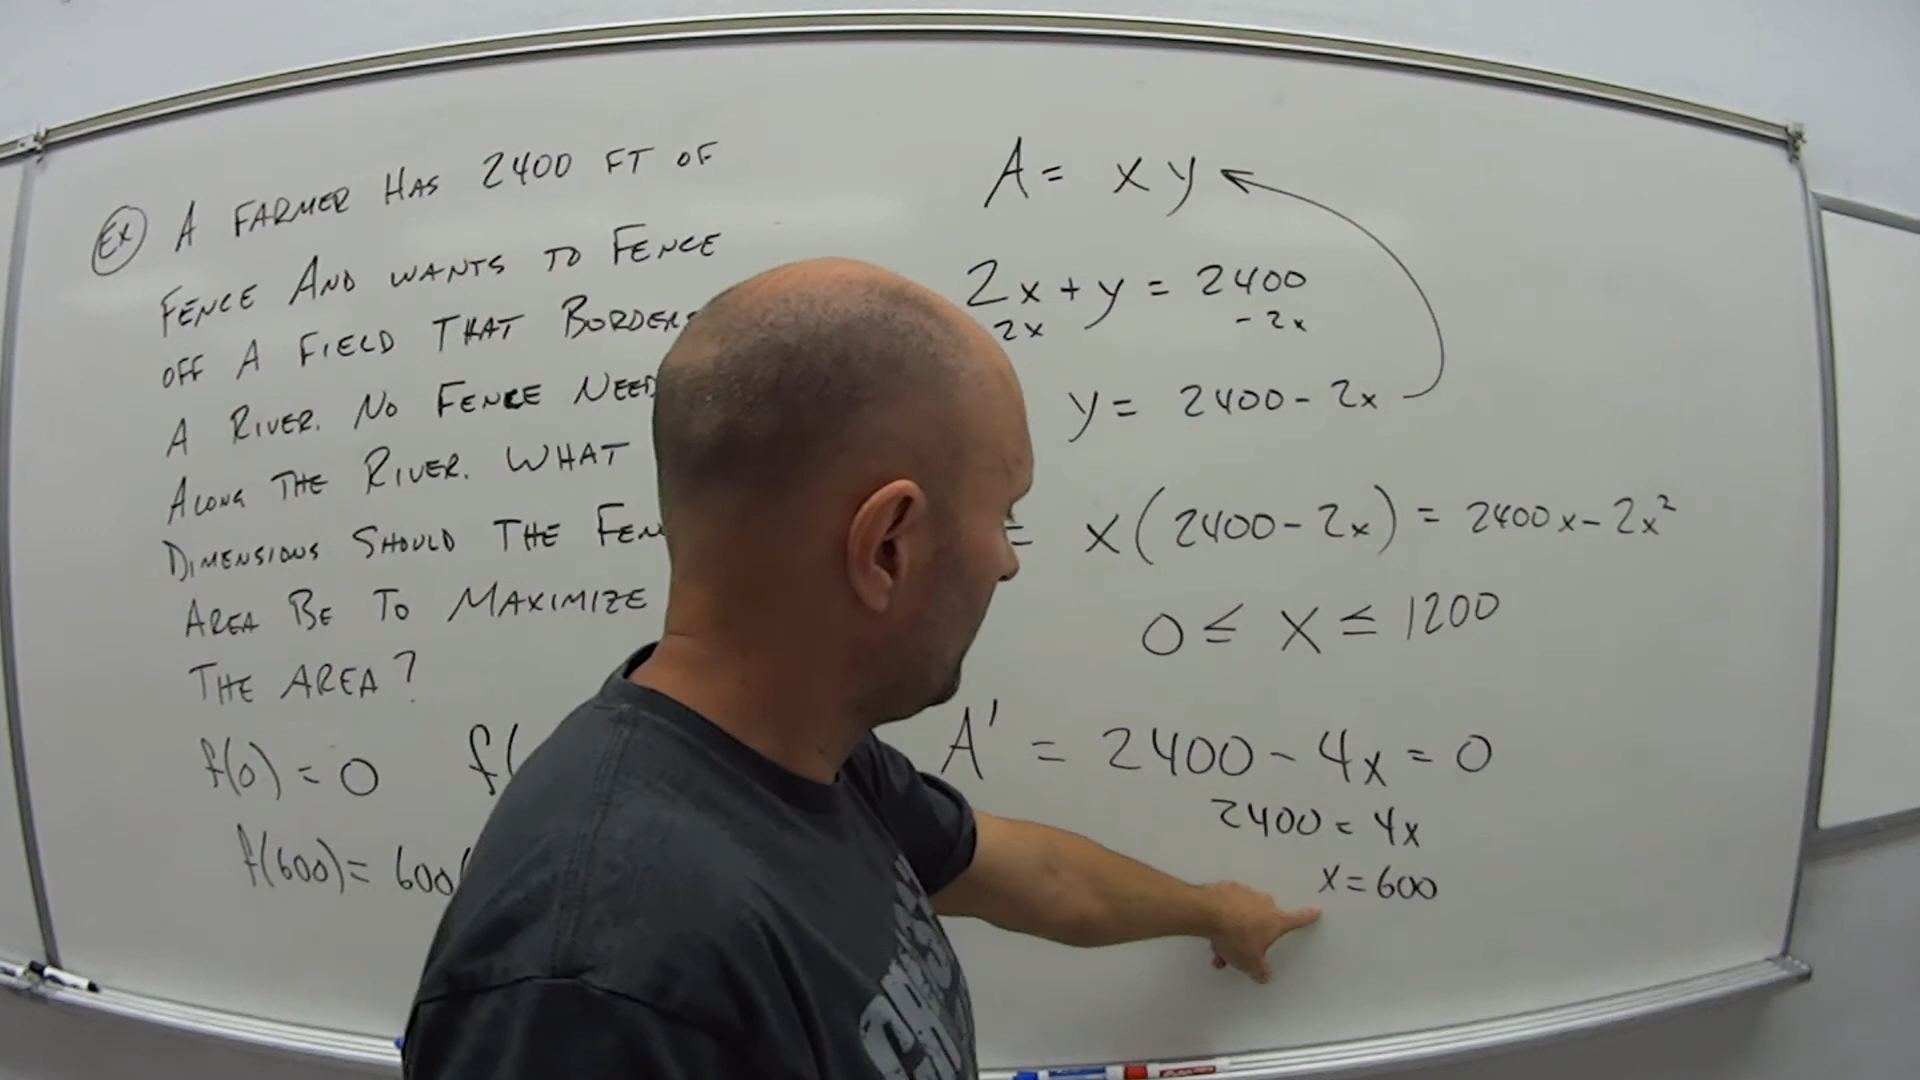 EX A FARMER HAS 2400 FT OF
FENCE AND WANTS TO FENCE
OFF A FIELD THAT BORDERS
A RIVER. NO FENCE NEED
ALONG THE RIVER. WHAT
DIMENSIONS SHOULD THE FEN
AREA BE TO MAXIMIZE
THE AREA?
f(0) = 0 f(
f(600) = 600(
A = xy
2x + y = 2400
2x - 2x
y = 2400 - 2x
= x(2400 - 2x) = 2400x - 2x²
0 ≤ x ≤ 1200
A' = 2400 - 4x = 0
2400 = 4x
x = 600